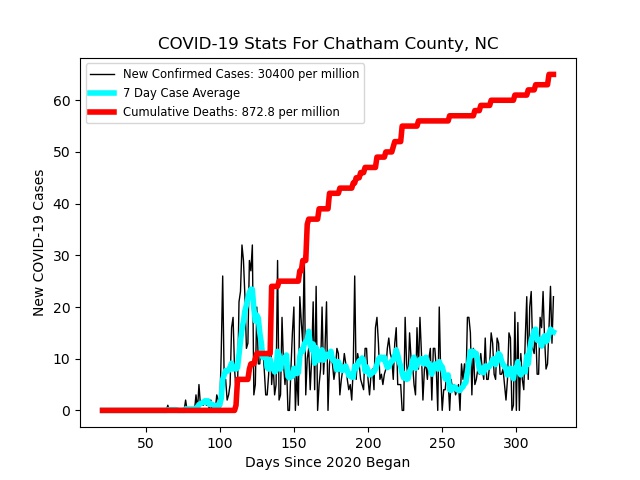 COVID-19 Stats For Chatham County, NC
New Confirmed Cases: 30400 per million
7 Day Case Average
Cumulative Deaths: 872.8 per million
60
50
40
30
20
10
0
New COVID-19 Cases
50 100 150 200 250 300
Days Since 2020 Began